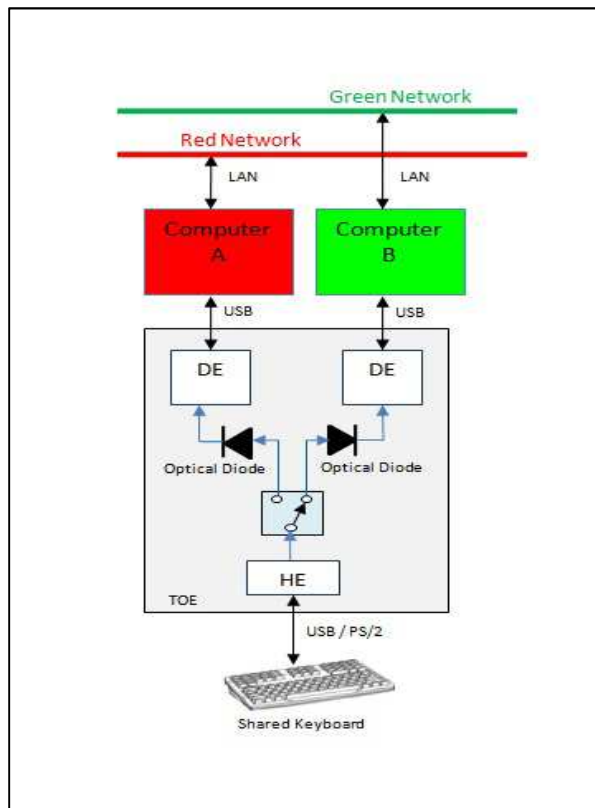 Green Network
Red Network
LAN
LAN
Computer
A
Computer
B
USB
USB
DE
DE
Optical Diode
Optical Diode
HE
TOE
USB / PS/2
Shared Keyboard